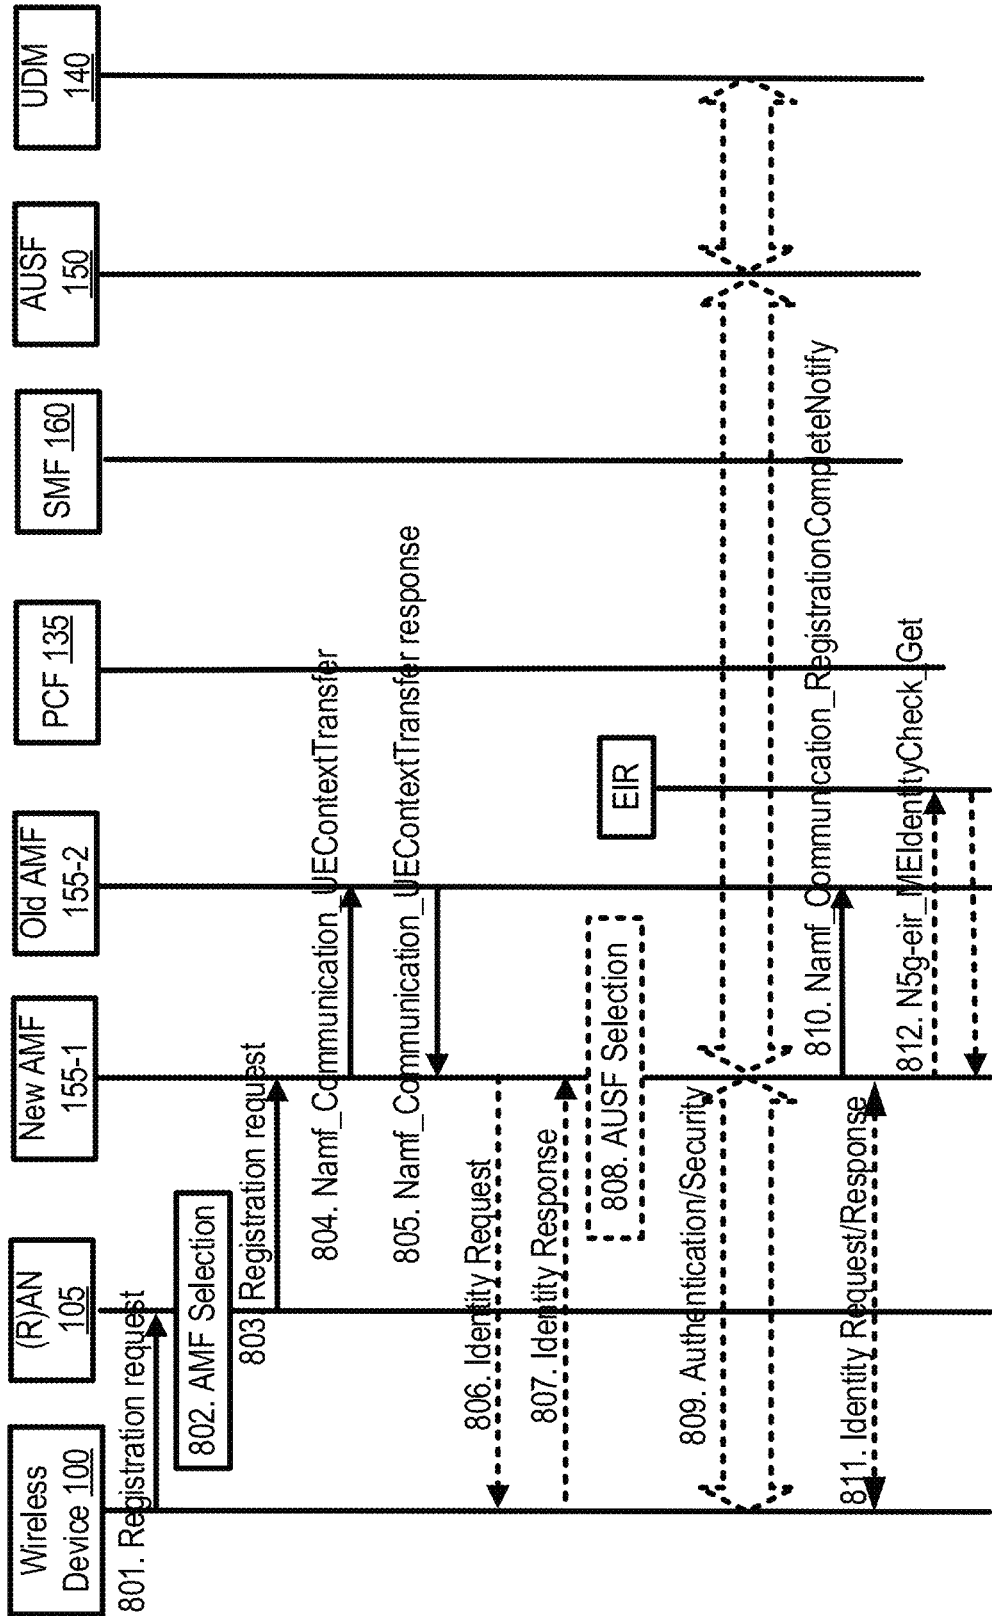 Wireless
Device 100
(R)AN
105
New AMF
155-1
Old AMF
155-2
PCF 135
SMF 160
AUSF
150
UDM
140
801. Registration request
802. AMF Selection
803 Registration request
804. Namf_Communication_UEContextTransfer
805. Namf_Communication_UEContextTransfer response
806. Identity Request
807. Identity Response
EIR
808. AUSF Selection
809. Authentication/Security
810. Namf_Communication_RegistrationCompleteNotify
811. Identity Request/Response
812. N5g-eir_MEIdentityCheck_Get